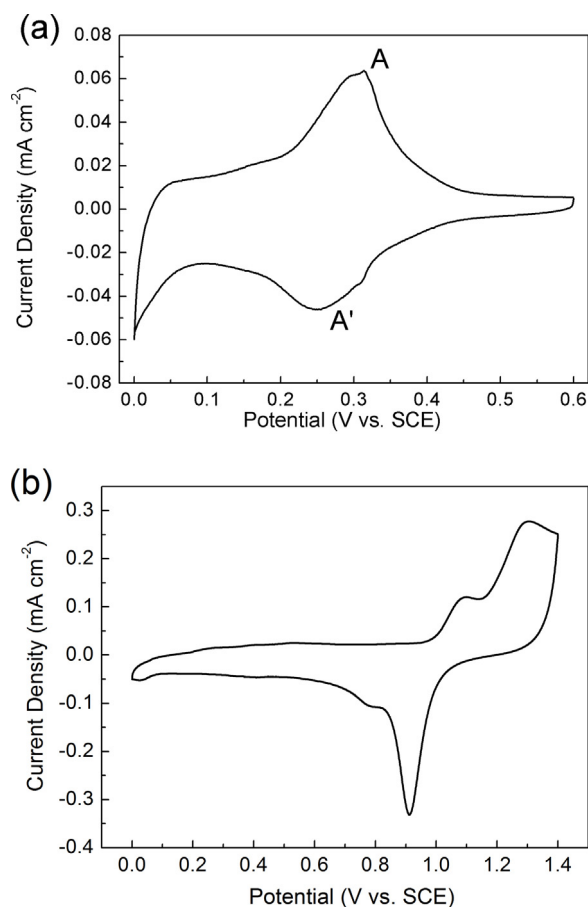 (a)
0.08
0.06
0.04
0.02
0.00
-0.02
-0.04
-0.06
-0.08
Current Density (mA cm⁻²)
A
A'
0.0 0.1 0.2 0.3 0.4 0.5 0.6
Potential (V vs. SCE)
(b)
0.3
0.2
0.1
0.0
-0.1
-0.2
-0.3
-0.4
Current Density (mA cm⁻²)
0.0 0.2 0.4 0.6 0.8 1.0 1.2 1.4
Potential (V vs. SCE)